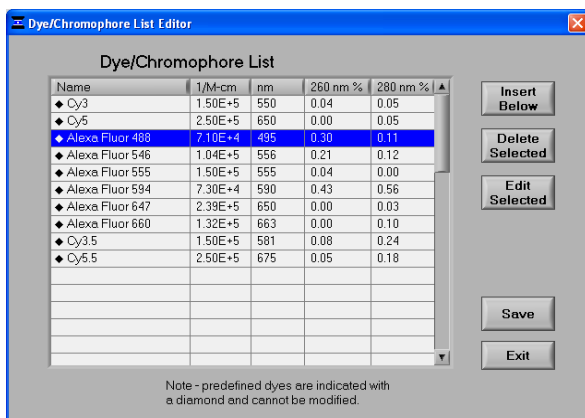 Dye/Chromophore List Editor
Dye/Chromophore List
Name 1/M-cm nm 260 nm % 280 nm %
◆ Cy3 1.50E+5 550 0.04 0.05
◆ Cy5 2.50E+5 650 0.00 0.05
◆ Alexa Fluor 488 7.10E+4 495 0.30 0.11
◆ Alexa Fluor 546 1.04E+5 556 0.21 0.12
◆ Alexa Fluor 555 1.50E+5 555 0.04 0.00
◆ Alexa Fluor 594 7.30E+4 590 0.43 0.56
◆ Alexa Fluor 647 2.39E+5 650 0.00 0.03
◆ Alexa Fluor 660 1.32E+5 663 0.00 0.10
◆ Cy3.5 1.50E+5 581 0.08 0.24
◆ Cy5.5 2.50E+5 675 0.05 0.18
Insert
Below
Delete
Selected
Edit
Selected
Save
Exit
Note - predefined dyes are indicated with
a diamond and cannot be modified.